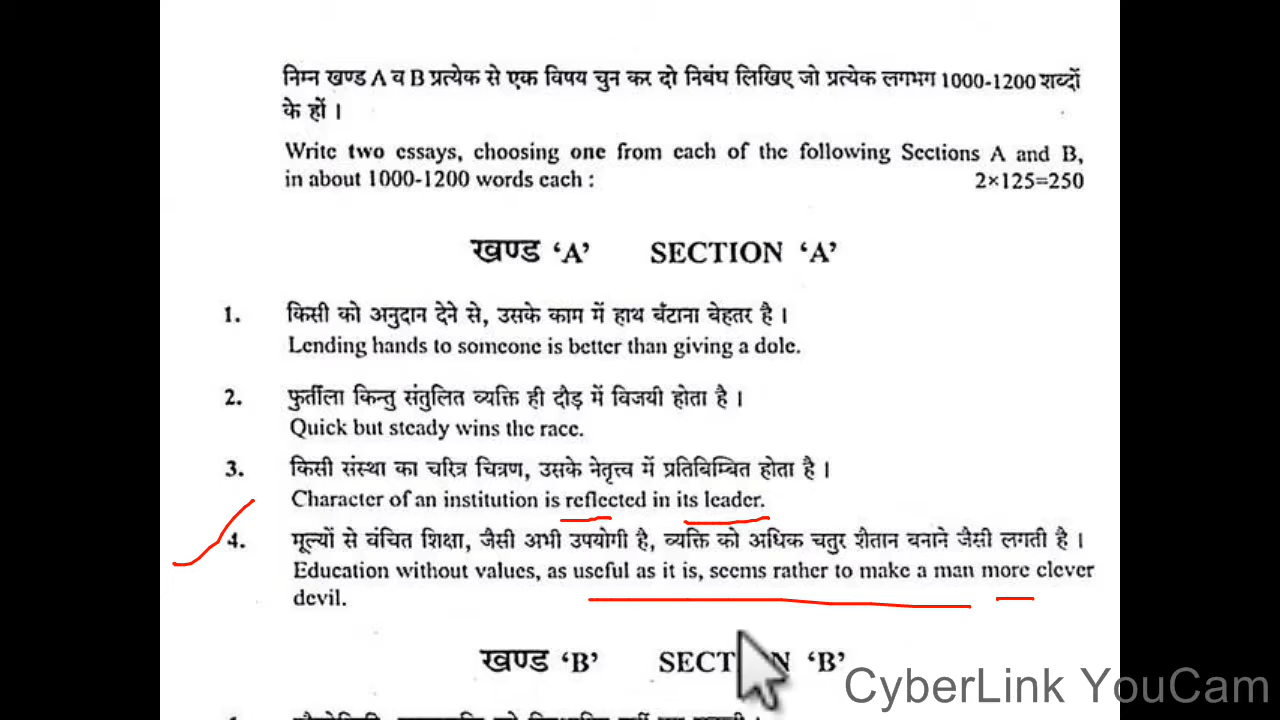 निम्न खण्ड A व B प्रत्येक से एक विषय चुन कर दो निबंध लिखिए जो प्रत्येक लगभग 1000-1200 शब्दों
के हों ।
Write two essays, choosing one from each of the following Sections A and B,
in about 1000-1200 words each : 2×125=250
खण्ड ‘A’ SECTION ‘A’
1. किसी को अनुदान देने से, उसके काम में हाथ बँटाना बेहतर है ।
Lending hands to someone is better than giving a dole.
2. फुर्तीला किन्तु संतुलित व्यक्ति ही दौड़ में विजयी होता है ।
Quick but steady wins the race.
3. किसी संस्था का चरित्र चित्रण, उसके नेतृत्त्व में प्रतिबिम्बित होता है ।
Character of an institution is reflected in its leader.
4. मूल्यों से वंचित शिक्षा, जैसी अभी उपयोगी है, व्यक्ति को अधिक चतुर शैतान बनाने जैसी लगती है ।
Education without values, as useful as it is, seems rather to make a man more clever
devil.
खण्ड ‘B’ SECTION ‘B’
CyberLink YouCam